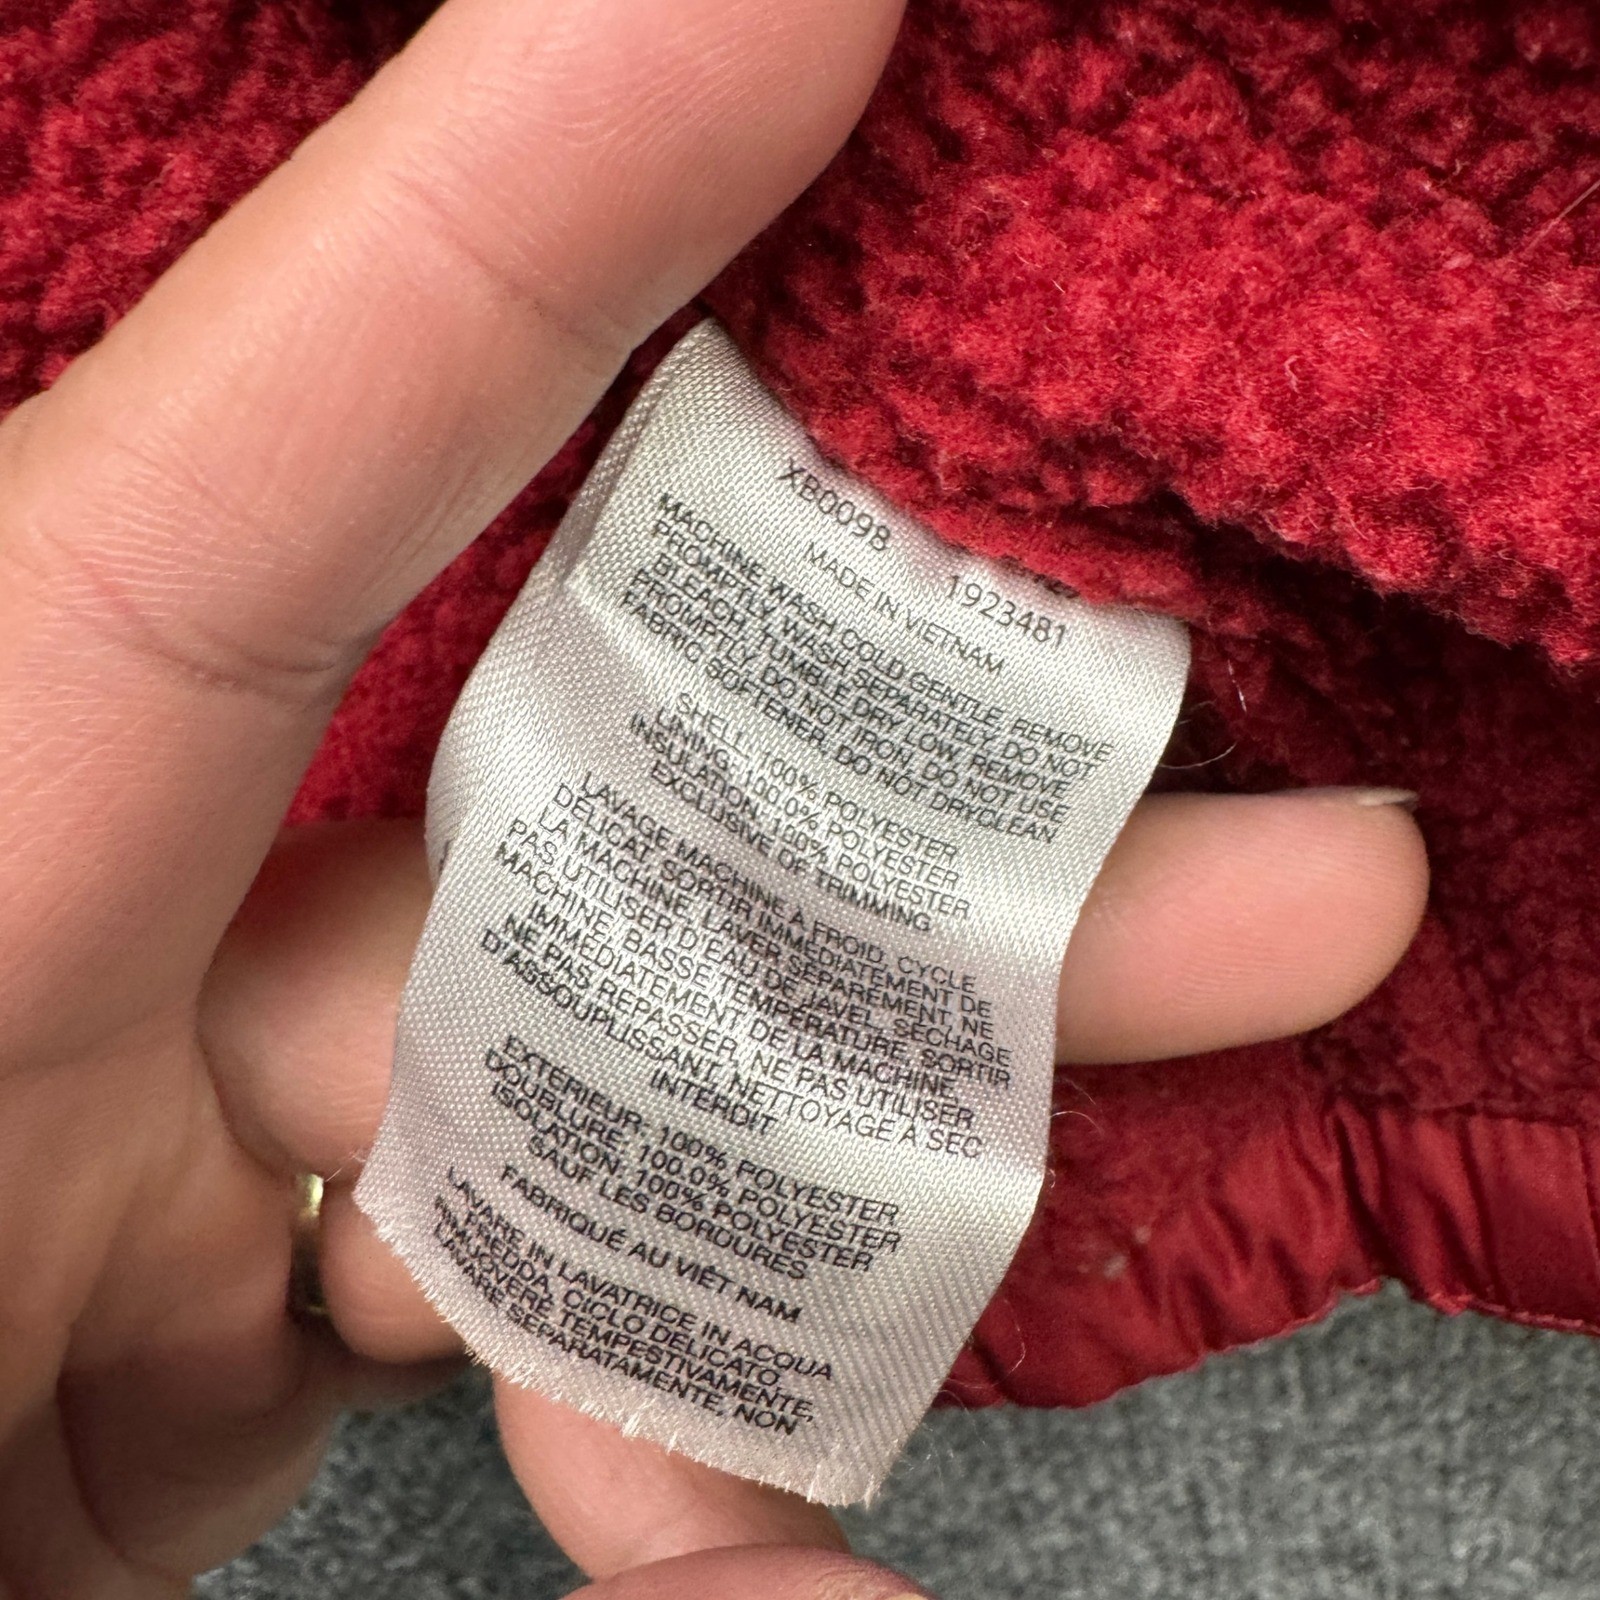 XB0098 1923481
MADE IN VIETNAM
MACHINE WASH COLD GENTLE, REMOVE
PROMPTLY, WASH SEPARATELY, DO NOT
BLEACH, TUMBLE DRY LOW, REMOVE
PROMPTLY, DO NOT IRON, DO NOT USE
FABRIC SOFTENER, DO NOT DRYCLEAN
SHELL, 100% POLYESTER
LINING, 100.0% POLYESTER
INSULATION, 100% POLYESTER
EXCLUSIVE OF TRIMMING
LAVAGE MACHINE À FROID, CYCLE
DÉLICAT, SORTIR IMMÉDIATEMENT DE
LA MACHINE, LAVER SÉPARÉMENT, NE
PAS UTILISER D'EAU DE JAVEL, SÉCHAGE
MACHINE, BASSE TEMPÉRATURE, SORTIR
IMMÉDIATEMENT DE LA MACHINE,
NE PAS REPASSER, NE PAS UTILISER
D'ASSOUPLISSANT, NETTOYAGE À SEC
INTERDIT
EXTERIEUR, 100% POLYESTER
DOUBLURE, 100.0% POLYESTER
ISOLATION, 100% POLYESTER
SAUF LES BORDURES
FABRIQUÉ AU VIÊT NAM
LAVARE IN LAVATRICE IN ACQUA
FREDDA, CICLO DELICATO,
RIMUOVERE TEMPESTIVAMENTE,
LAVARE SEPARATAMENTE, NON